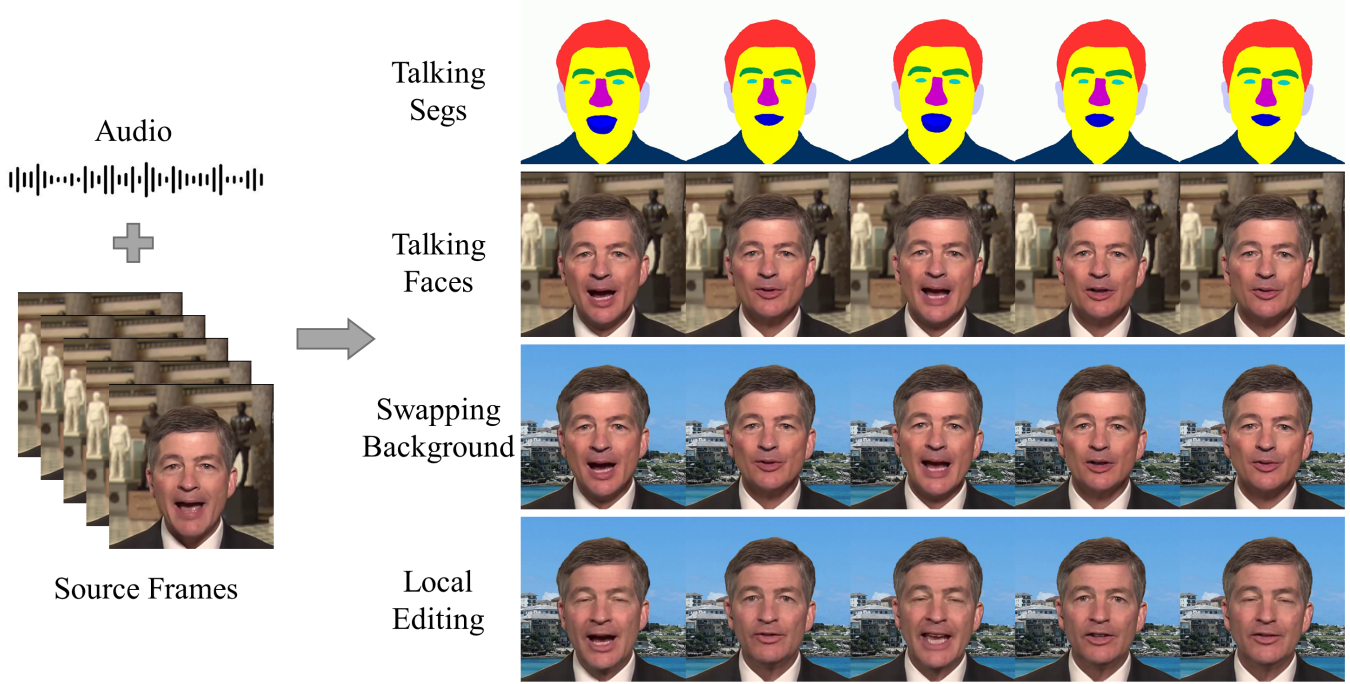 Audio
Source Frames
Talking
Segs
Talking
Faces
Swapping
Background
Local
Editing